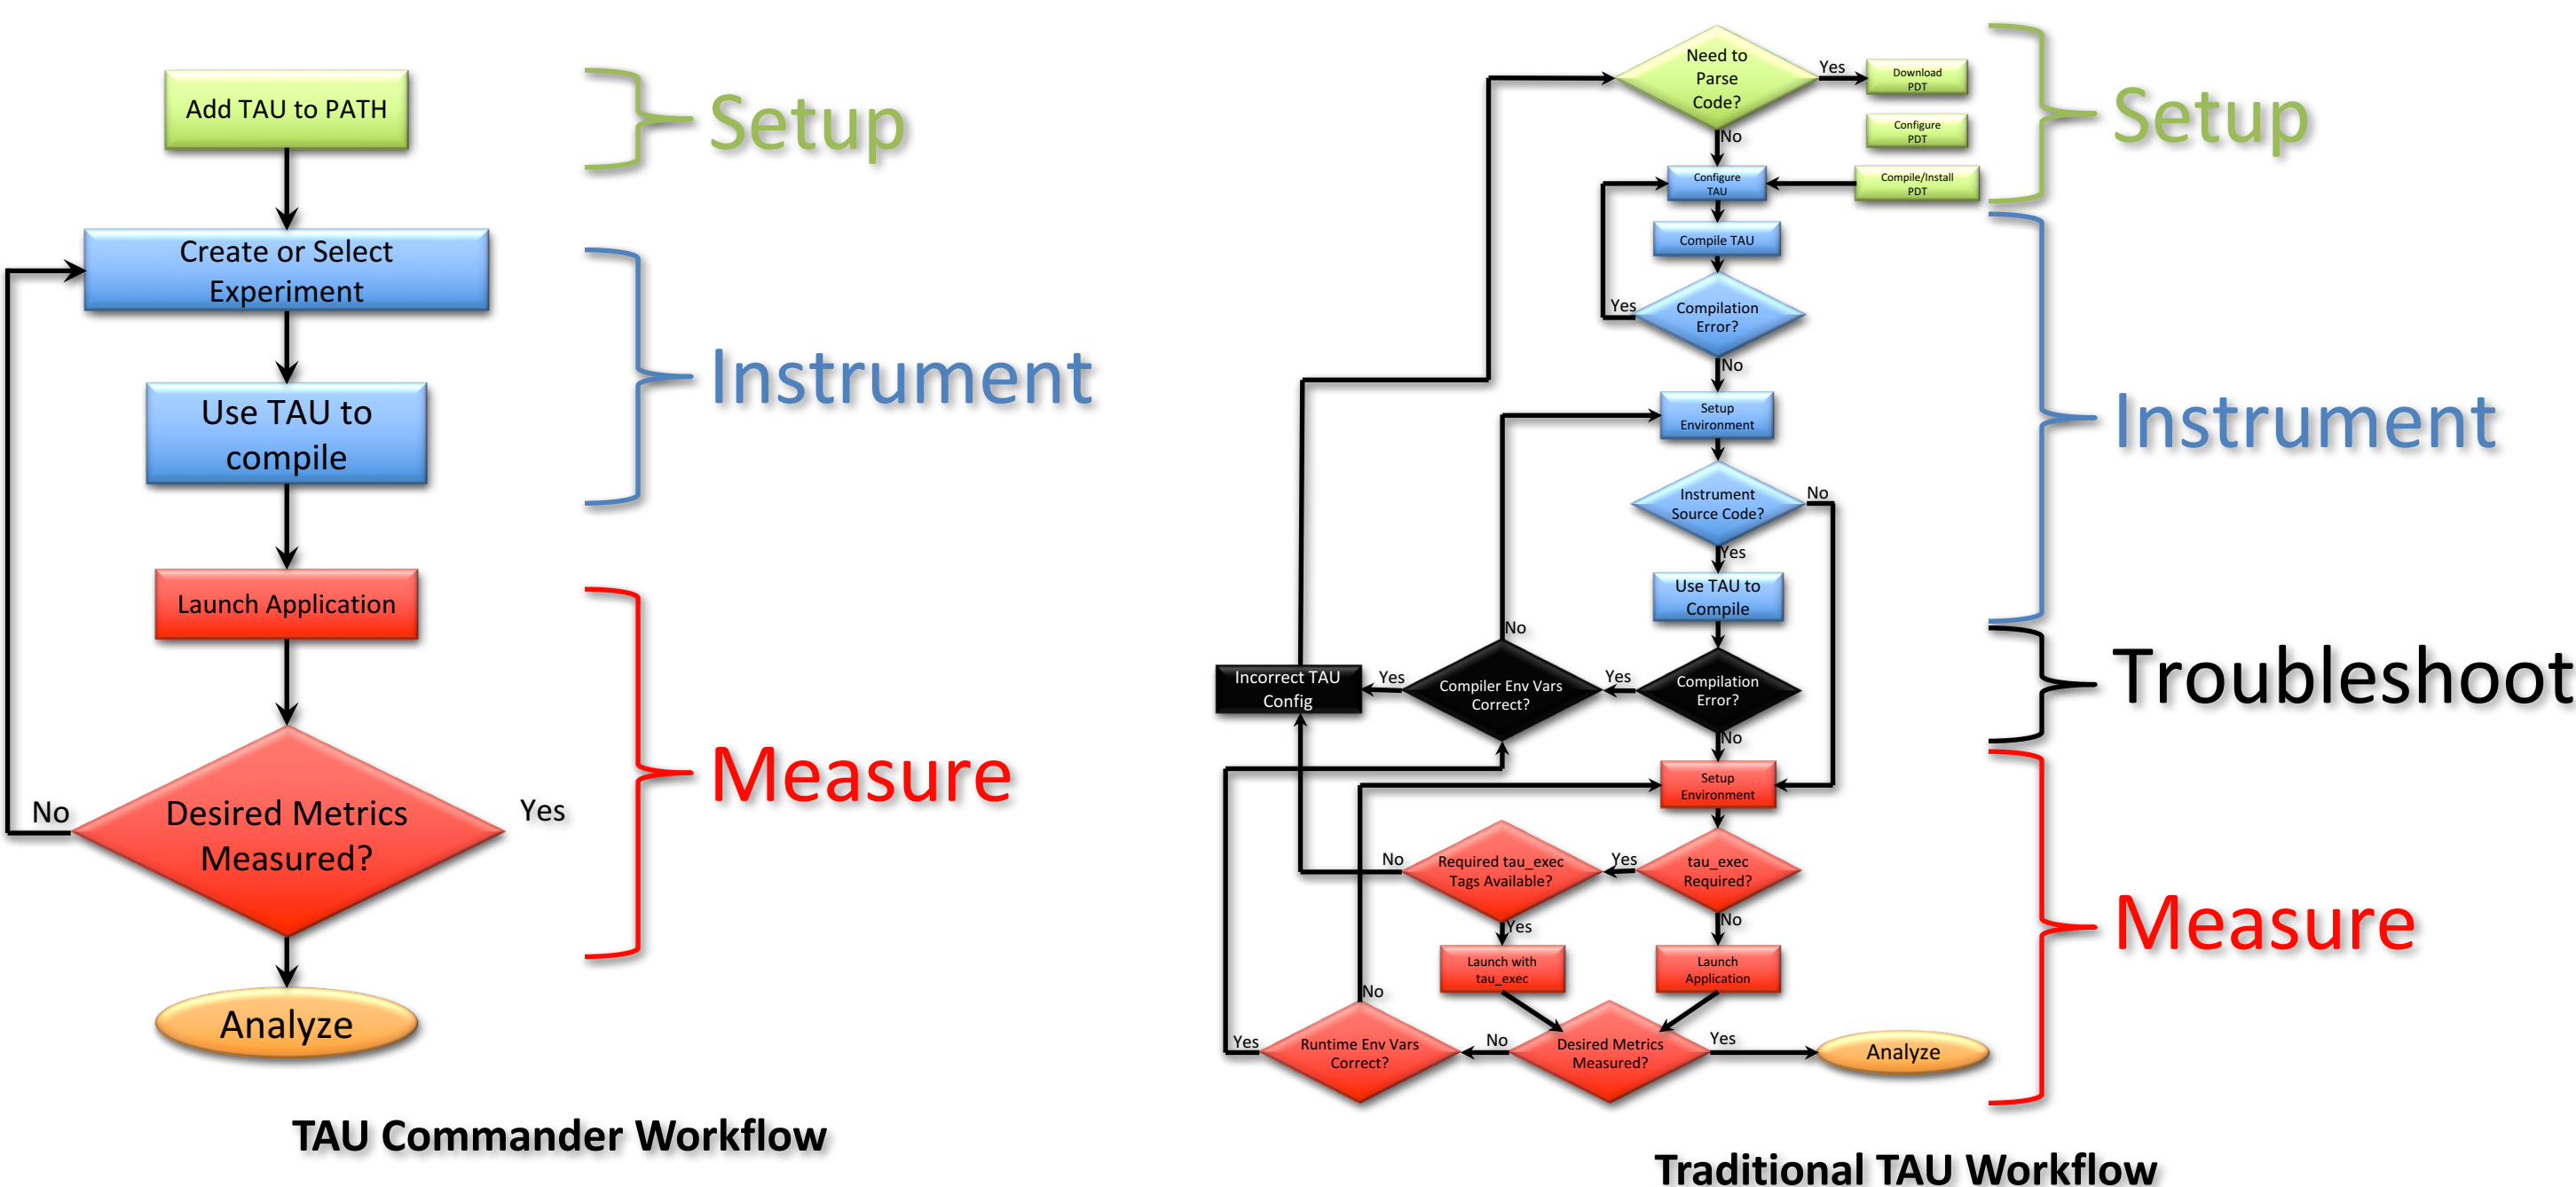 Add TAU to PATH
Setup
Create or Select
Experiment
Instrument
Use TAU to
compile
Launch Application
Measure
Desired Metrics
Measured?
No
Yes
Analyze
TAU Commander Workflow
Need to
Parse
Code?
Yes
Download
PDT
No
Configure
PDT
Setup
Configure
TAU
Compile/Install
PDT
Compile TAU
Yes
Compilation
Error?
No
Setup
Environment
Instrument
Instrument
Source Code?
No
Yes
Use TAU to
Compile
No
Incorrect TAU
Config
Yes
Compiler Env Vars
Correct?
Yes
Compilation
Error?
Troubleshoot
No
Setup
Environment
No
Required tau_exec
Tags Available?
Yes
tau_exec
Required?
Measure
Yes
No
Launch with
tau_exec
Launch
Application
No
Yes
Runtime Env Vars
Correct?
No
Desired Metrics
Measured?
Yes
Analyze
Traditional TAU Workflow